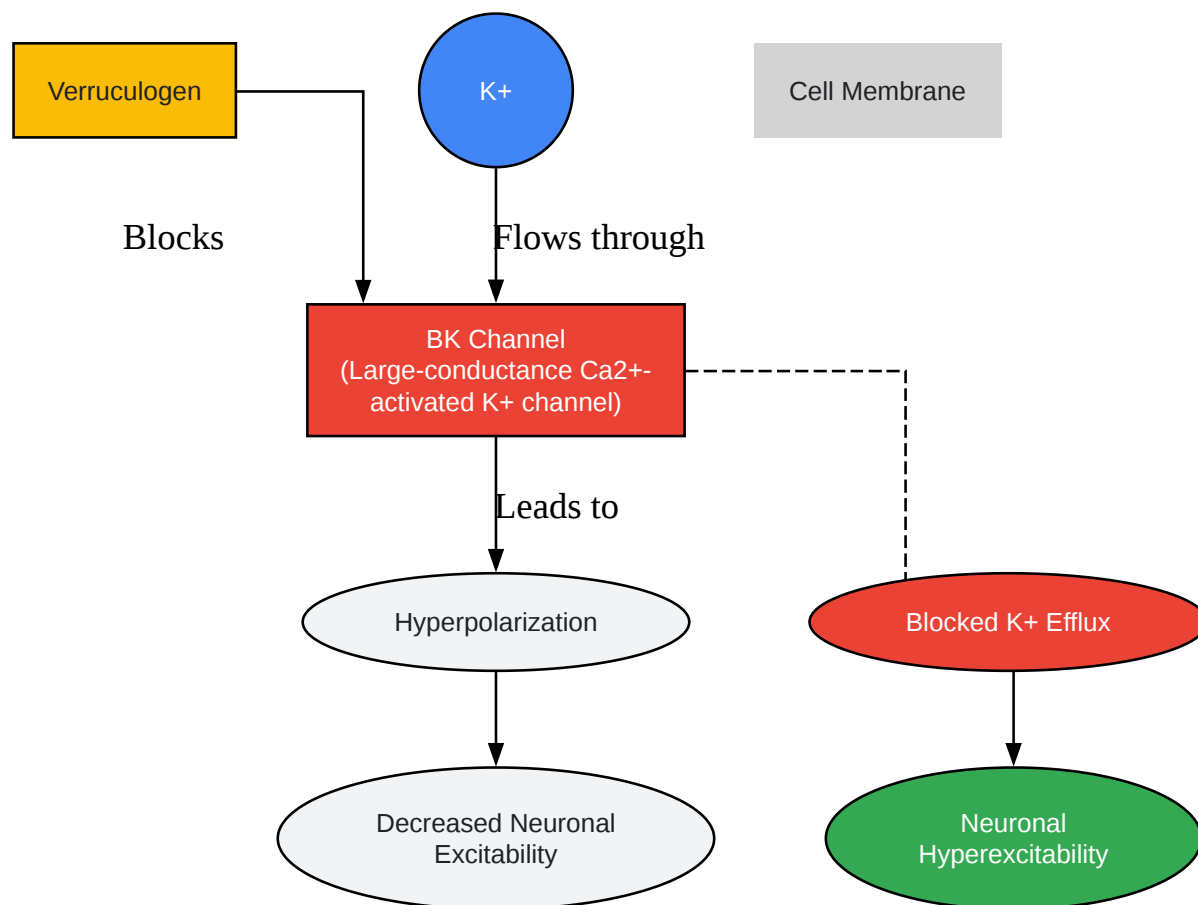 Verruculogen
K+
Cell Membrane
Blocks
Flows through
BK Channel
(Large-conductance Ca2+-
activated K+ channel)
Leads to
Hyperpolarization
Blocked K+ Efflux
Decreased Neuronal
Excitability
Neuronal
Hyperexcitability